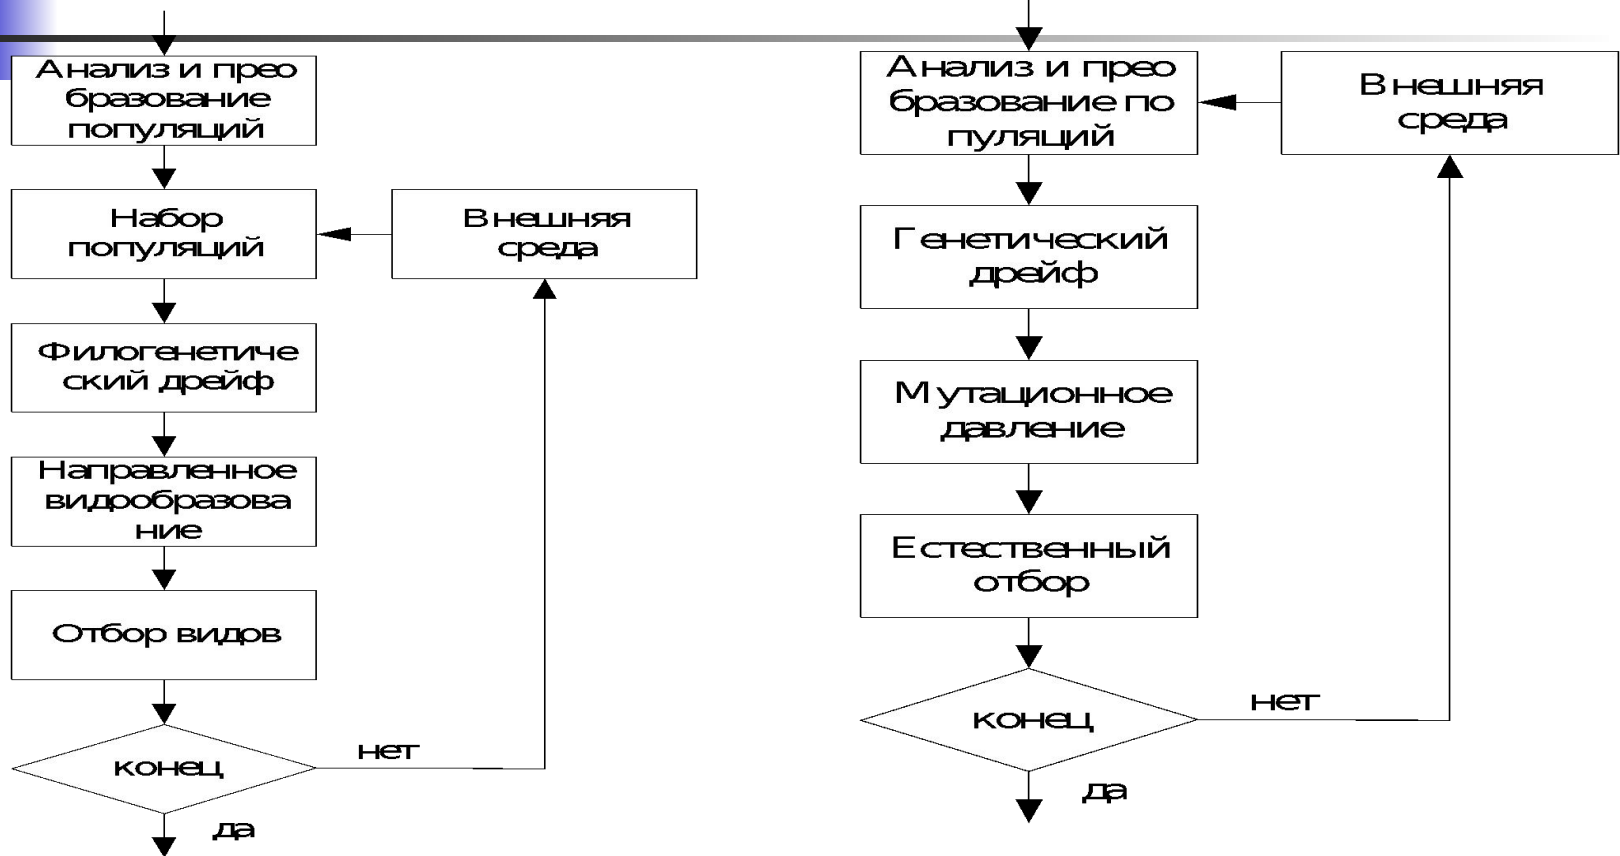 Анализ и прео
бразование
популяций
Набор
популяций
Внешняя
среда
Филогенетиче
ский дрейф
Направленное
видообразова
ние
Отбор видов
конец
нет
да
Анализ и прео
бразование по
пуляций
Внешняя
среда
Генетический
дрейф
Мутационное
давление
Естественный
отбор
конец
нет
да